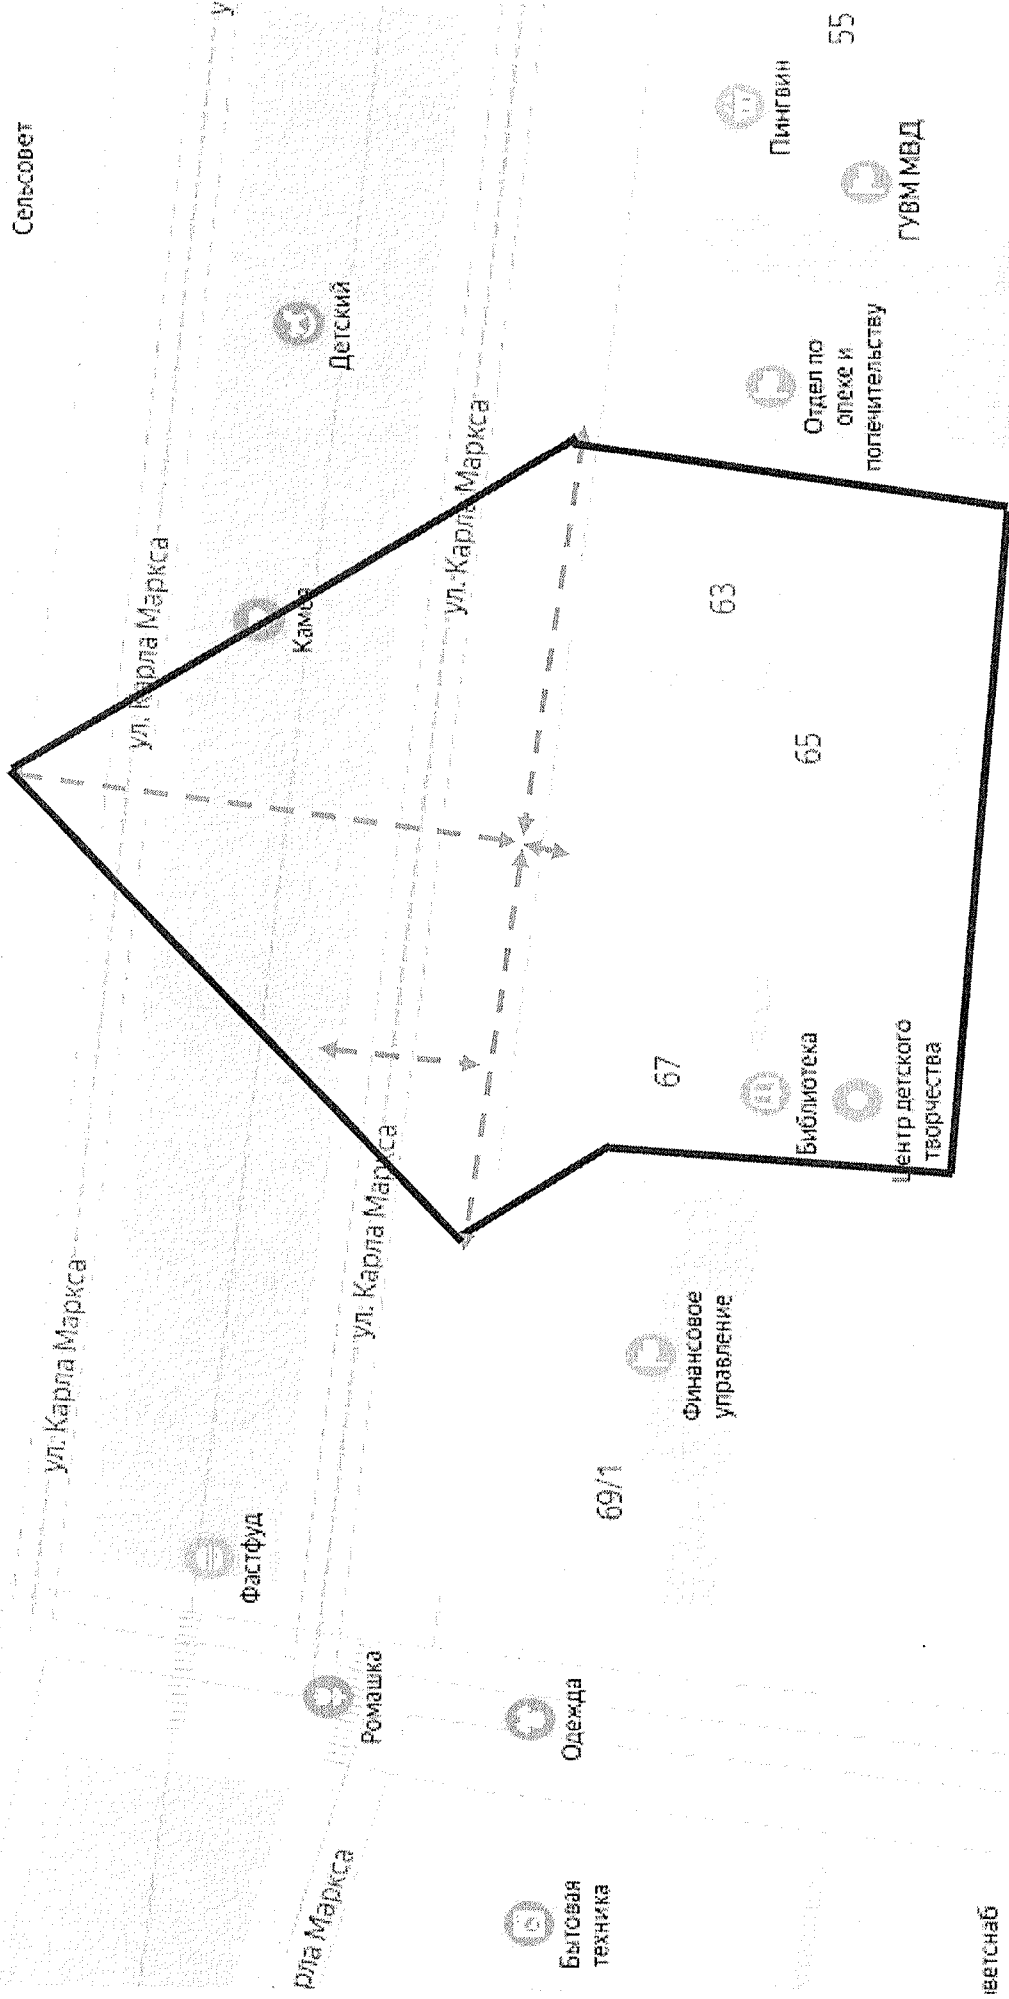 Сельсовет
у
ул. Карла Маркса
ул. Карла Маркса
ул. Карла Маркса
ул. Карла Маркса
рла Маркса
Детский
Камея
Фастфуд
Ромашка
Одежда
Бытовая
техника
Финансовое
управление
69/1
67
65
63
55
Библиотека
Центр детского
творчества
Отдел по
опеке и
попечительству
Пингвин
ГУВМ МВД
ветснаб